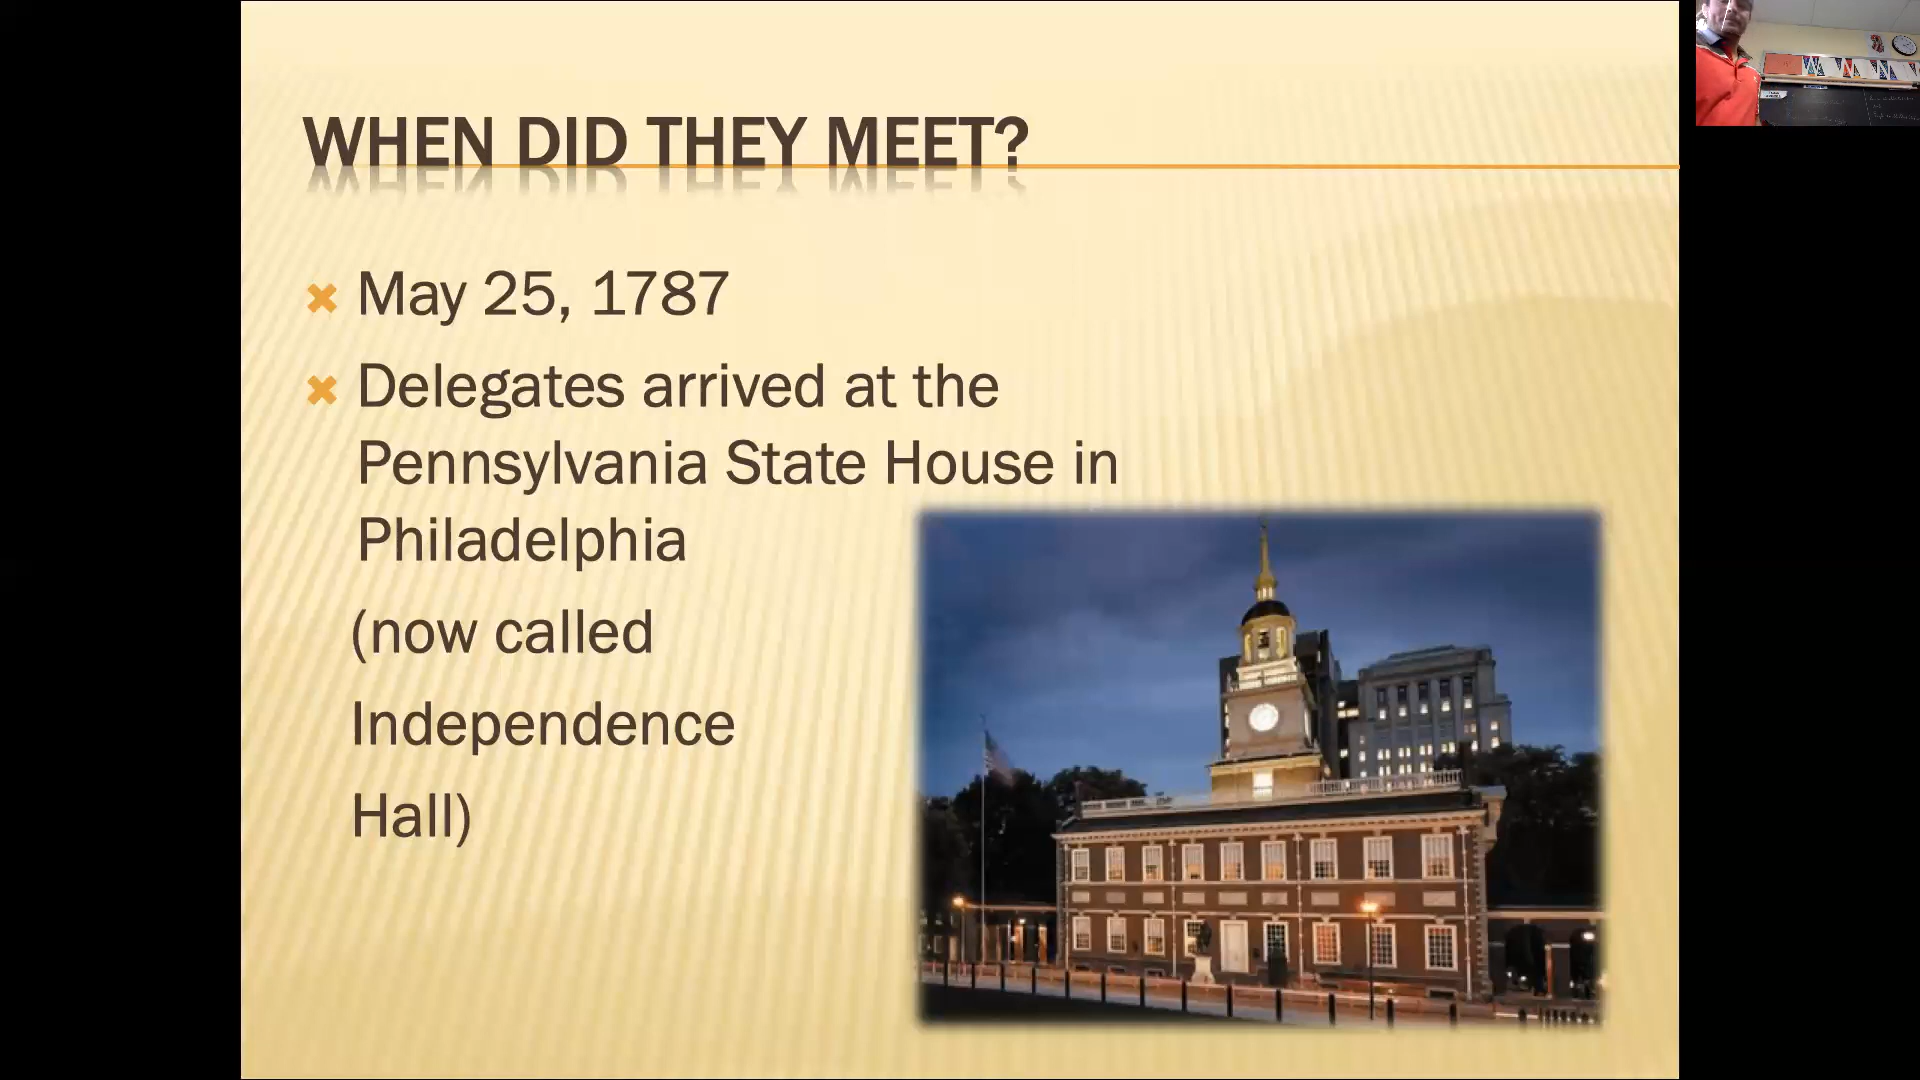 WHEN DID THEY MEET?
May 25, 1787
Delegates arrived at the
Pennsylvania State House in
Philadelphia
(now called
Independence
Hall)